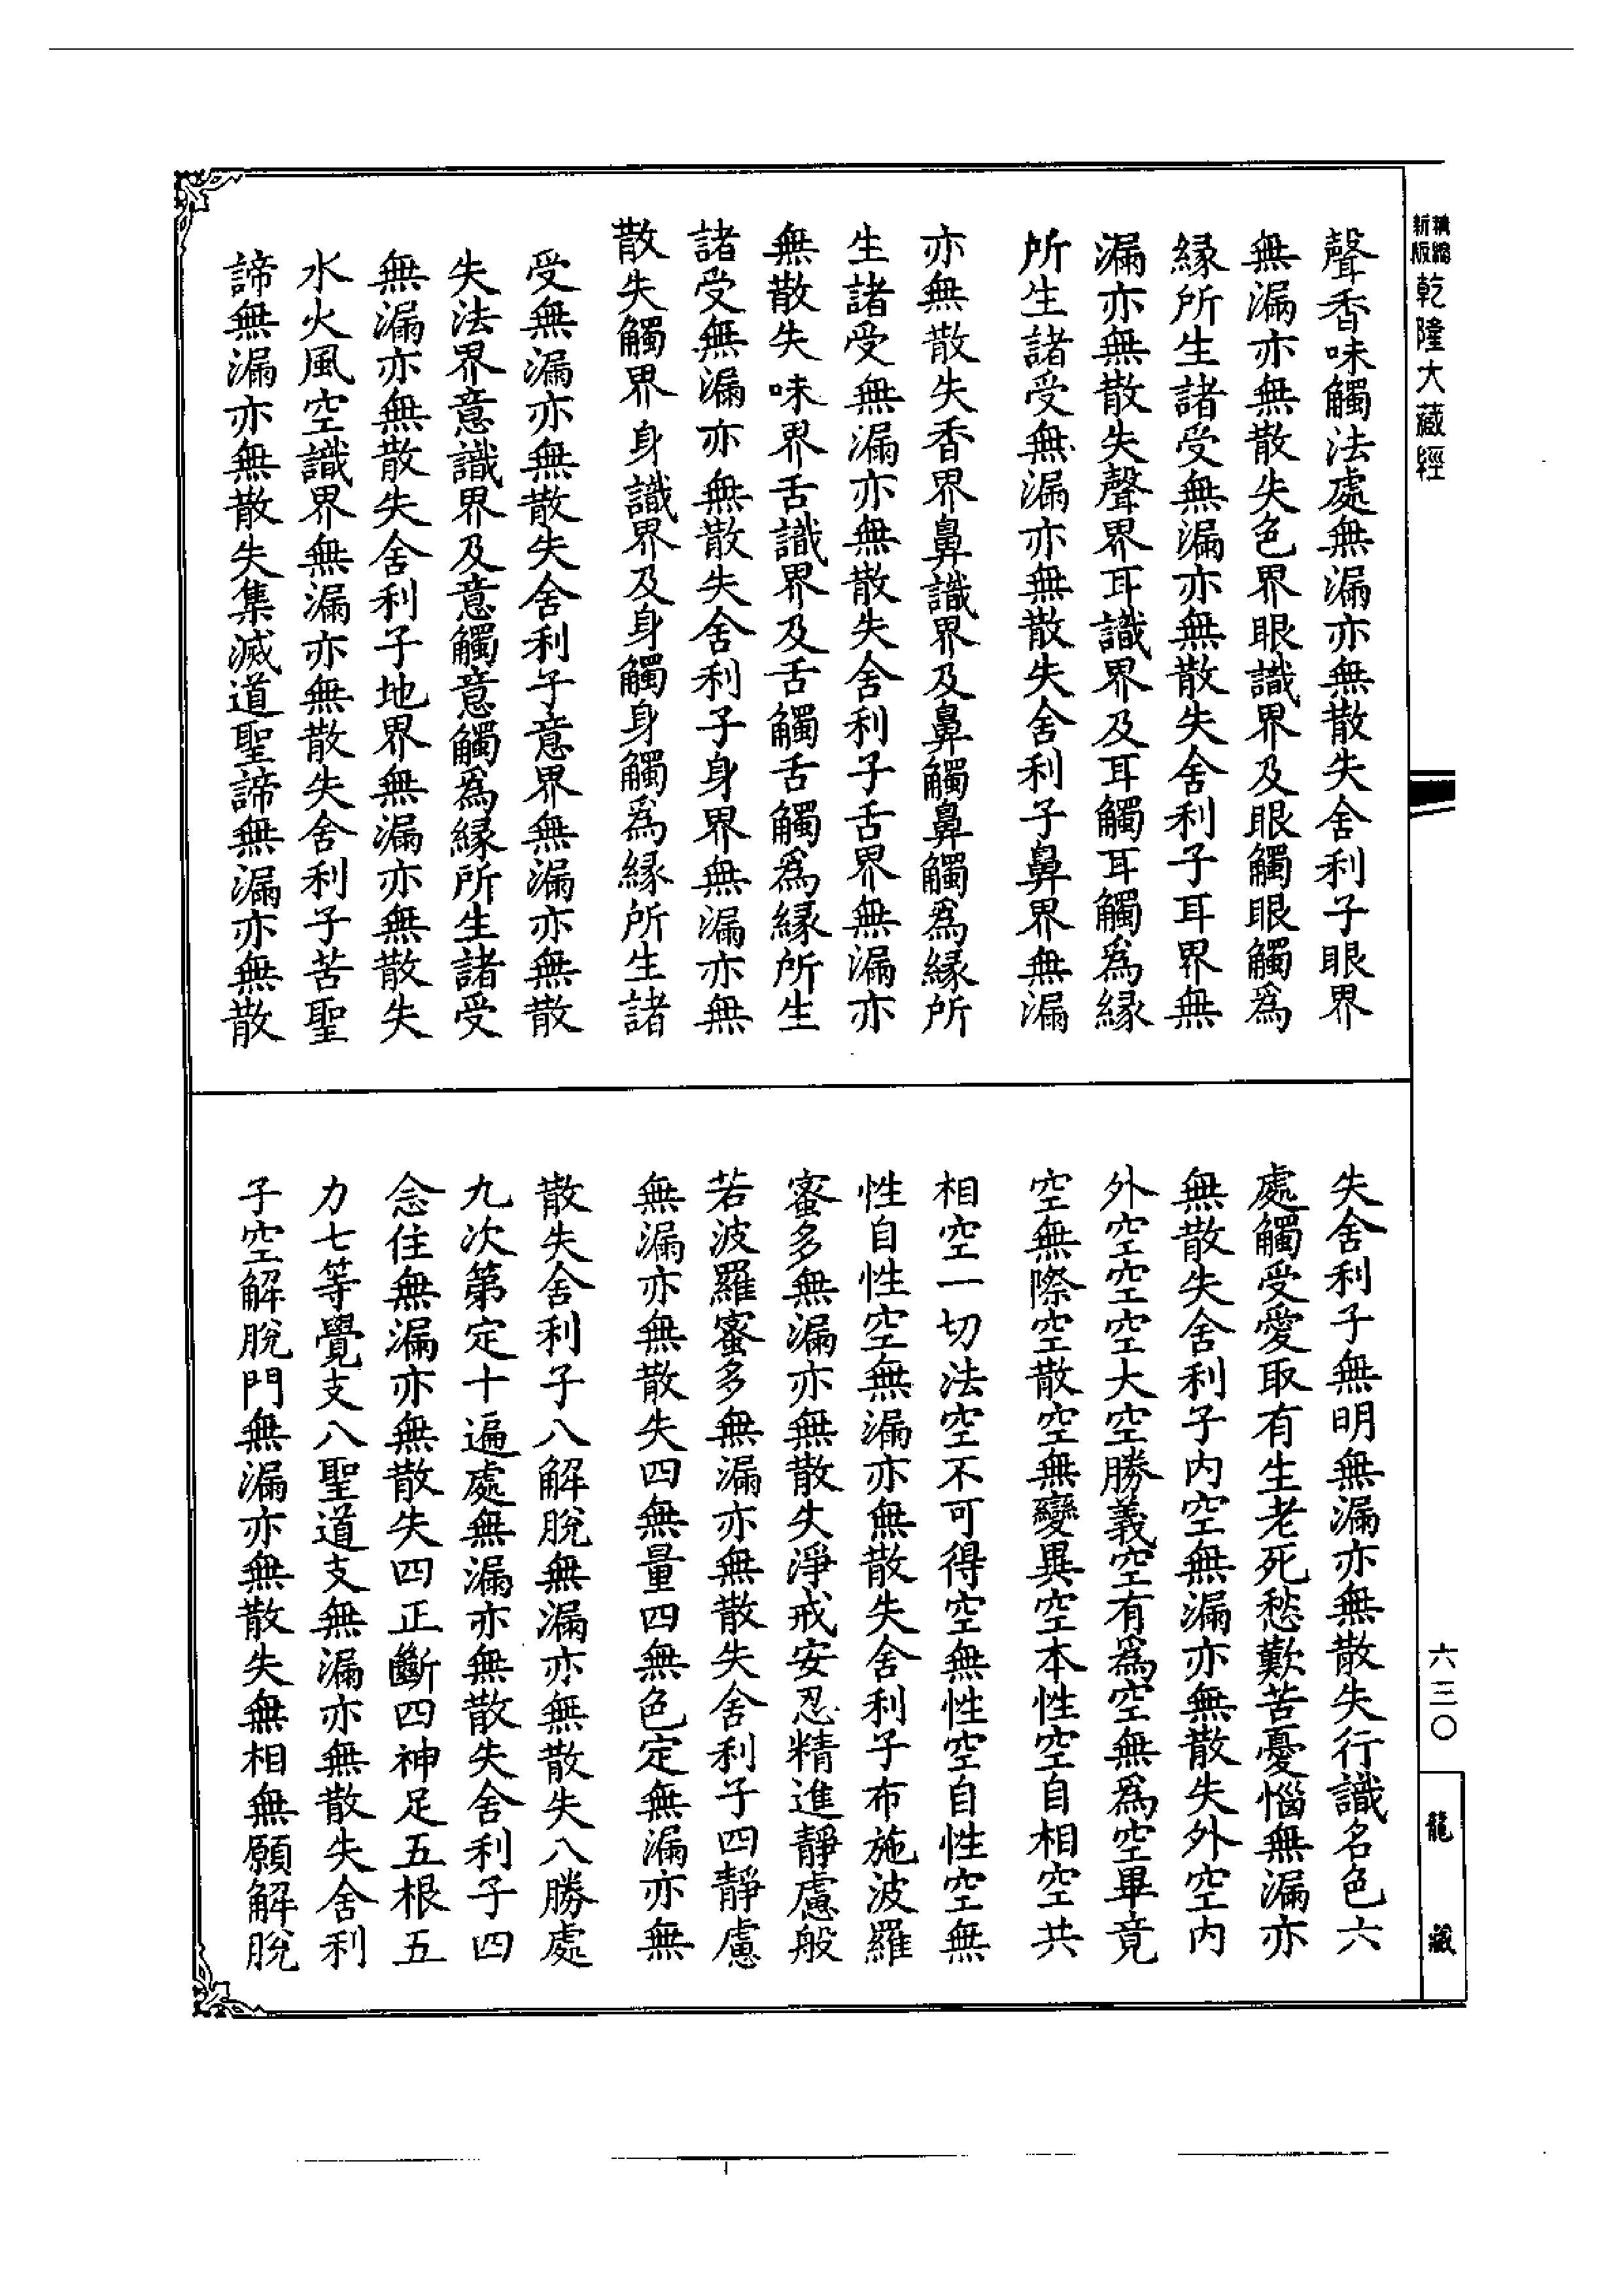 新版
精縮
乾隆大藏經
聲香味觸法處無漏亦無散失舍利子眼界
無漏亦無散失色界眼識界及眼觸眼觸爲
緣所生諸受無漏亦無散失舍利子耳界無
漏亦無散失聲界耳識界及耳觸耳觸爲緣
所生諸受無漏亦無散失舍利子鼻界無漏
亦無散失香界鼻識界及鼻觸鼻觸爲緣所
生諸受無漏亦無散失舍利子舌界無漏亦
無散失味界舌識界及舌觸舌觸爲緣所生
諸受無漏亦無散失舍利子身界無漏亦無
散失觸界身識界及身觸身觸爲緣所生諸
受無漏亦無散失舍利子意界無漏亦無散
失法界意識界及意觸意觸爲緣所生諸受
無漏亦無散失舍利子地界無漏亦無散失
水火風空識界無漏亦無散失舍利子苦聖
諦無漏亦無散失集滅道聖諦無漏亦無散
失舍利子無明無漏亦無散失行識名色六
處觸受愛取有生老死愁歎苦憂惱無漏亦
無散失舍利子內空無漏亦無散失外空內
外空空空大空勝義空有爲空無爲空畢竟
空無際空散空無變異空本性空自相空共
相空一切法空不可得空無性空自性空無
性自性空無漏亦無散失舍利子布施波羅
蜜多無漏亦無散失淨戒安忍精進靜慮般
若波羅蜜多無漏亦無散失舍利子四靜慮
無漏亦無散失四無量四無色定無漏亦無
散失舍利子八解脫無漏亦無散失八勝處
九次第定十遍處無漏亦無散失舍利子四
念住無漏亦無散失四正斷四神足五根五
力七等覺支八聖道支無漏亦無散失舍利
子空解脫門無漏亦無散失無相無願解脫
六三〇
龍藏